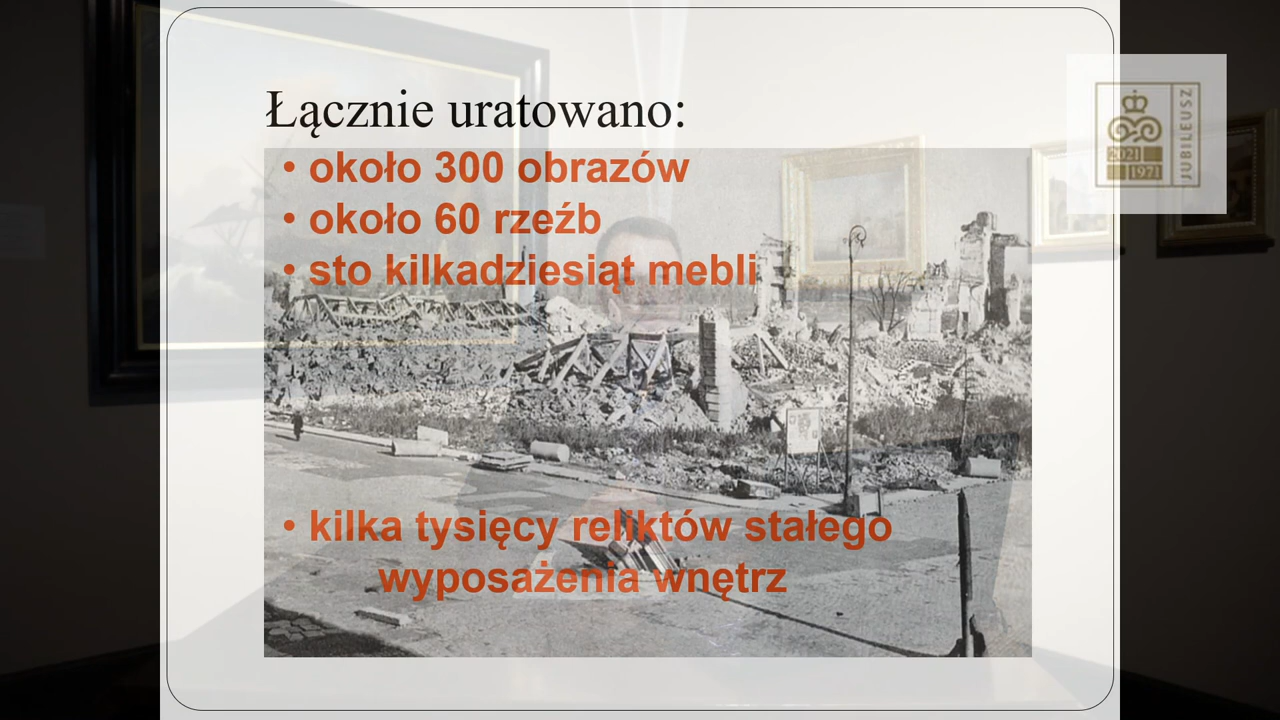 Łącznie uratowano:
• około 300 obrazów
• około 60 rzeźb
• sto kilkadziesiąt mebli
• kilka tysięcy reliktów stałego
wyposażenia wnętrz
2021
1971
JUBILEUSZ